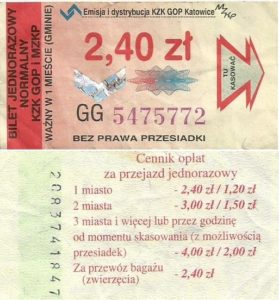 Emisja i dystrybucja KZK GOP Katowice
MZKP
BILET JEDNORAZOWY
NORMALNY
KZK GOP i MZKP
WAŻNY W 1 MIEŚCIE (GMINIE)
2,40 zł
TU
KASOWAĆ
GG 5475772
BEZ PRAWA PRZESIADKI
2083741847
Cennik opłat
za przejazd jednorazowy
1 miasto - 2,40 zł / 1,20 zł
2 miasta - 3,00 zł / 1,50 zł
3 miasta i więcej lub przez godzinę
od momentu skasowania (z możliwością
przesiadek) - 4,00 zł / 2,00 zł
Za przewóz bagażu - 2,40 zł
(zwierzęcia)